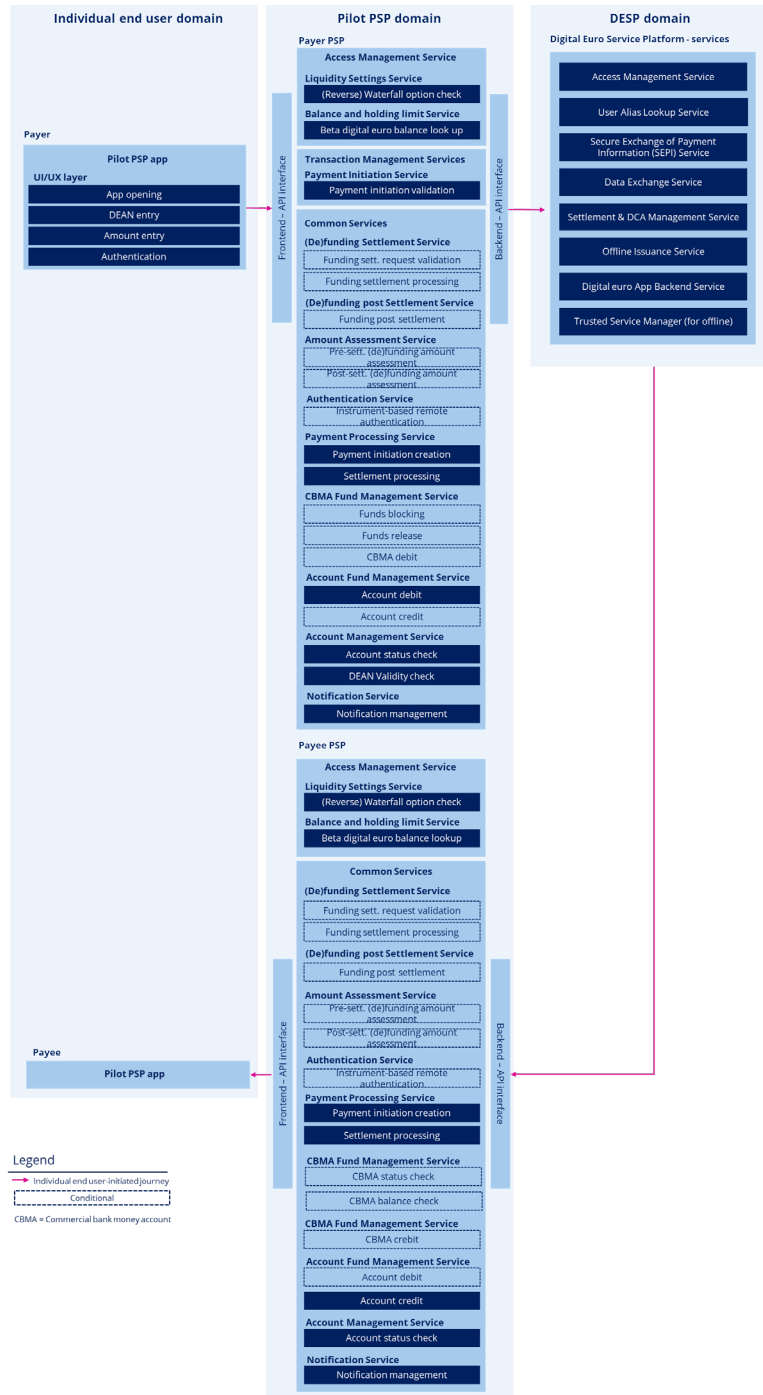 Individual end user domain
Payer
Pilot PSP app
UI/UX layer
App opening
DEAN entry
Amount entry
Authentication
Pilot PSP domain
Payer PSP
Frontend – API interface
Access Management Service
Liquidity Settings Service
(Reverse) Waterfall option check
Balance and holding limit Service
Beta digital euro balance look up
Transaction Management Services
Payment Initiation Service
Payment initiation validation
Common Services
(De)funding Settlement Service
Funding sett. request validation
Funding settlement processing
(De)funding post Settlement Service
Funding post settlement
Amount Assessment Service
Pre-sett. (de)funding amount
assessment
Post-sett. (de)funding amount
assessment
Authentication Service
Instrument-based remote
authentication
Payment Processing Service
Payment initiation creation
Settlement processing
CBMA Fund Management Service
Funds blocking
Funds release
CBMA debit
Account Fund Management Service
Account debit
Account credit
Account Management Service
Account status check
DEAN Validity check
Notification Service
Notification management
Backend – API interface
DESP domain
Digital Euro Service Platform - services
Access Management Service
User Alias Lookup Service
Secure Exchange of Payment
Information (SEPI) Service
Data Exchange Service
Settlement & DCA Management Service
Offline Issuance Service
Digital euro App Backend Service
Trusted Service Manager (for offline)
Payee PSP
Access Management Service
Liquidity Settings Service
(Reverse) Waterfall option check
Balance and holding limit Service
Beta digital euro balance lookup
Common Services
(De)funding Settlement Service
Funding sett. request validation
Funding settlement processing
(De)funding post Settlement Service
Funding post settlement
Amount Assessment Service
Pre-sett. (de)funding amount
assessment
Post-sett. (de)funding amount
assessment
Authentication Service
Instrument-based remote
authentication
Payment Processing Service
Payment initiation creation
Settlement processing
CBMA Fund Management Service
CBMA status check
CBMA balance check
CBMA Fund Management Service
CBMA crebit
Account Fund Management Service
Account debit
Account credit
Account Management Service
Account status check
Notification Service
Notification management
Backend – API interface
Frontend – API interface
Payee
Pilot PSP app
Legend
Individual end user-initiated journey
Conditional
CBMA = Commercial bank money account